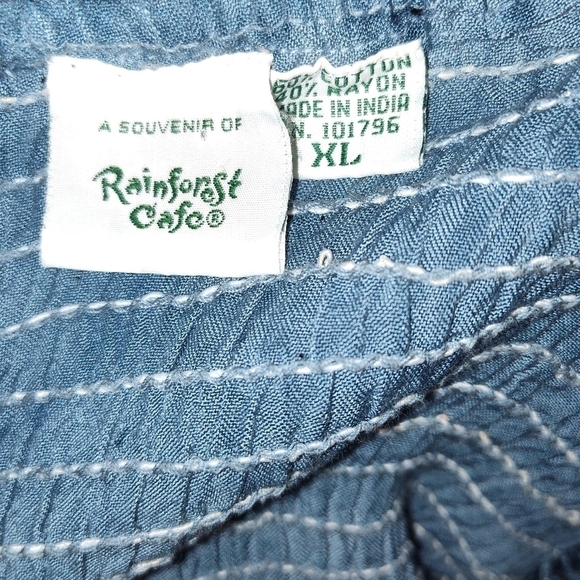 A SOUVENIR OF
Rainforest
Cafe®
COTTON
RAYON
MADE IN INDIA
N. 101796
XL